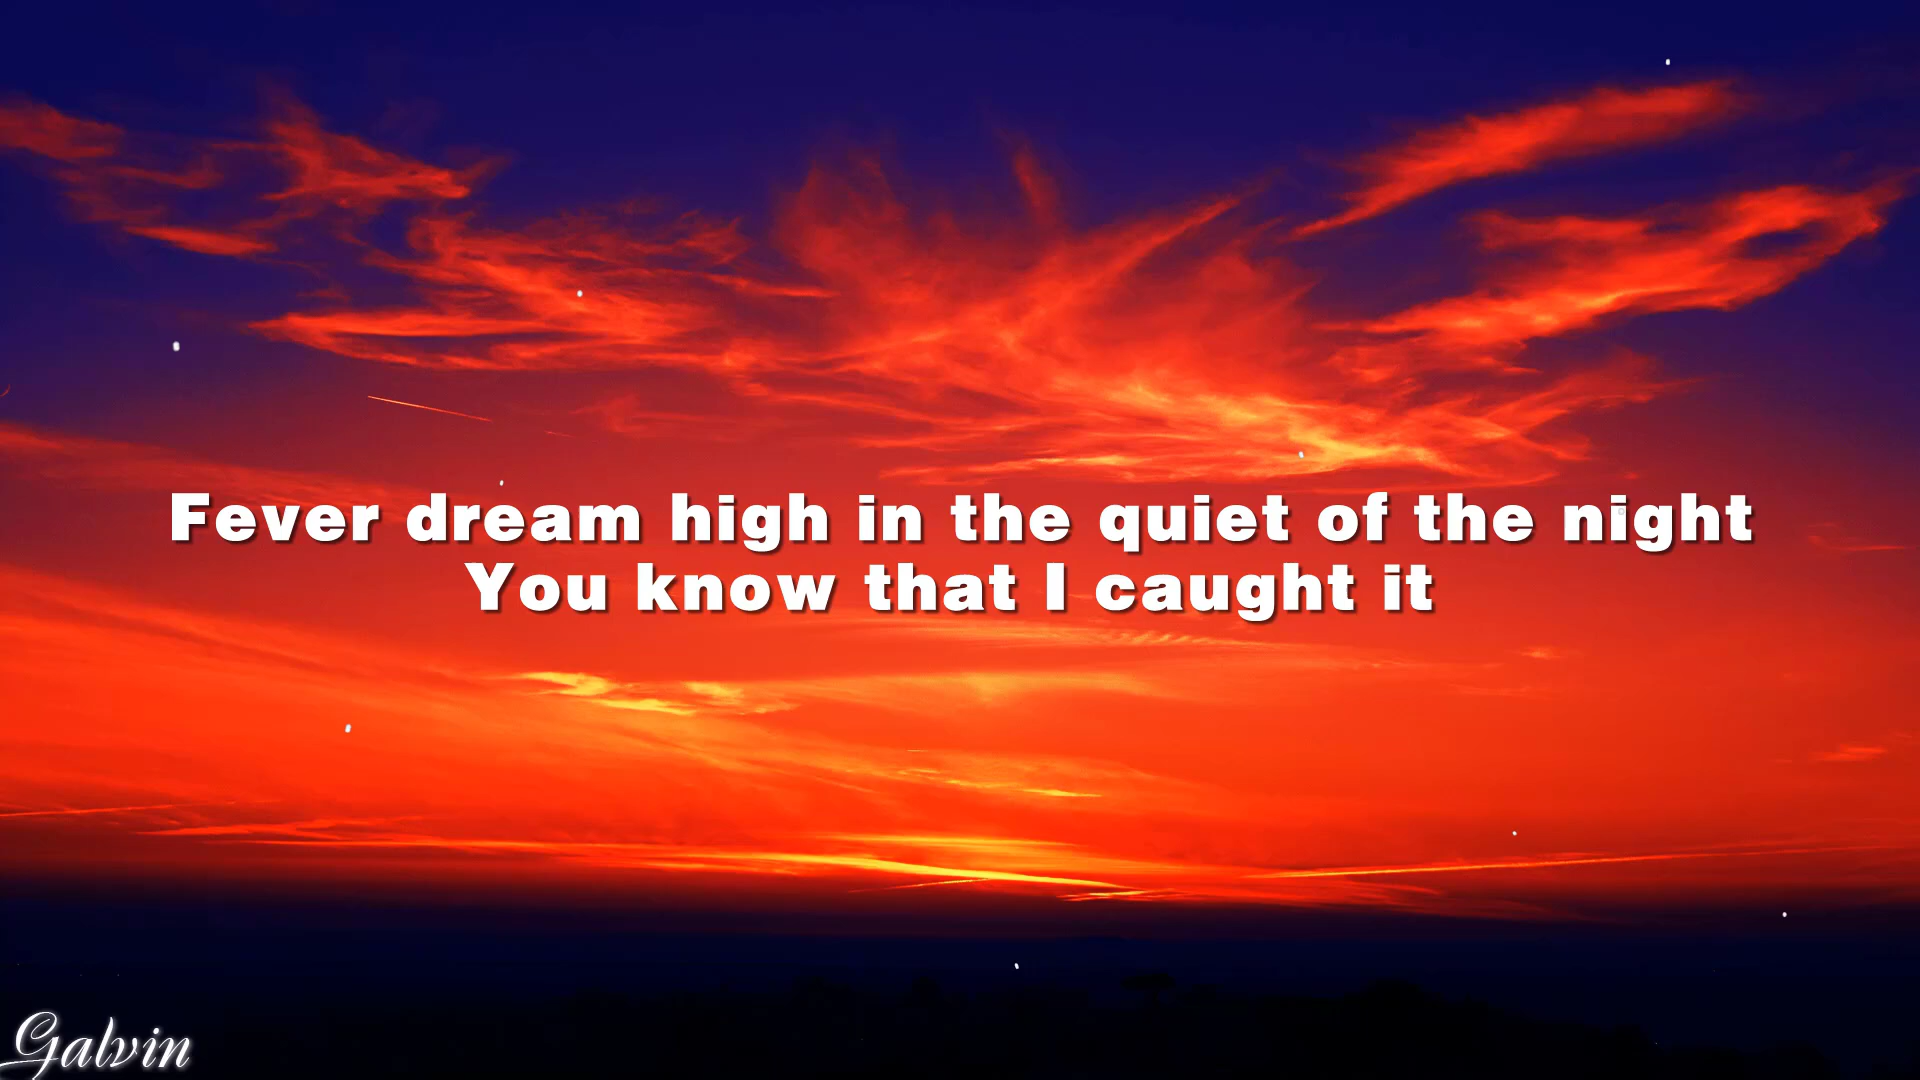 Fever dream high in the quiet of the night
You know that I caught it
Galvin